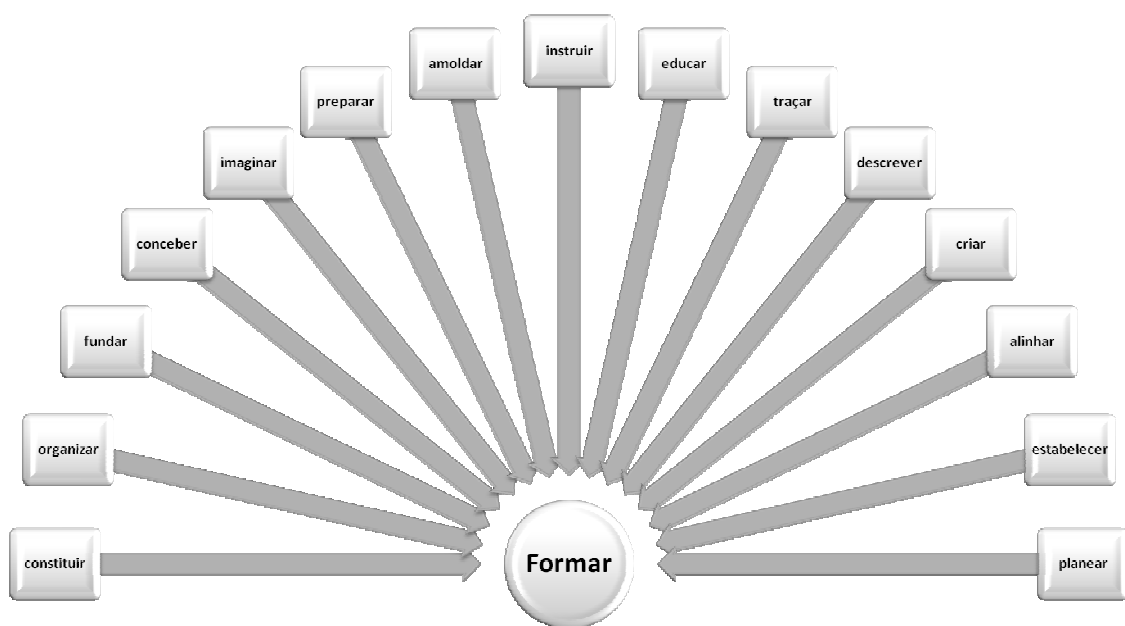 constituir
organizar
fundar
conceber
imaginar
preparar
amoldar
instruir
educar
traçar
descrever
criar
alinhar
estabelecer
planear
Formar